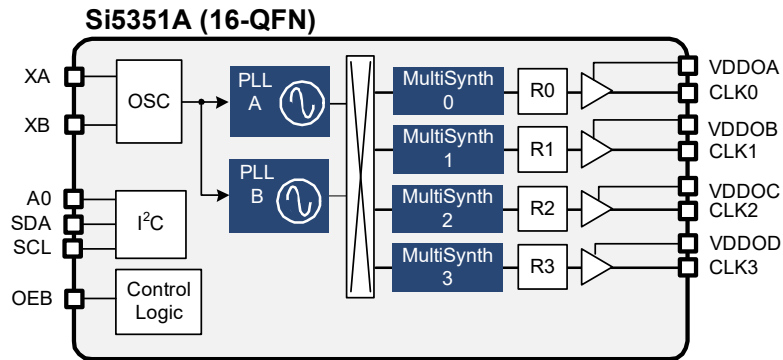 Si5351A (16-QFN)
XA
XB
OSC
PLL
A
PLL
B
MultiSynth
0
R0
VDDOA
CLK0
MultiSynth
1
R1
VDDOB
CLK1
MultiSynth
2
R2
VDDOC
CLK2
MultiSynth
3
R3
VDDOD
CLK3
A0
SDA
SCL
I²C
OEB
Control
Logic